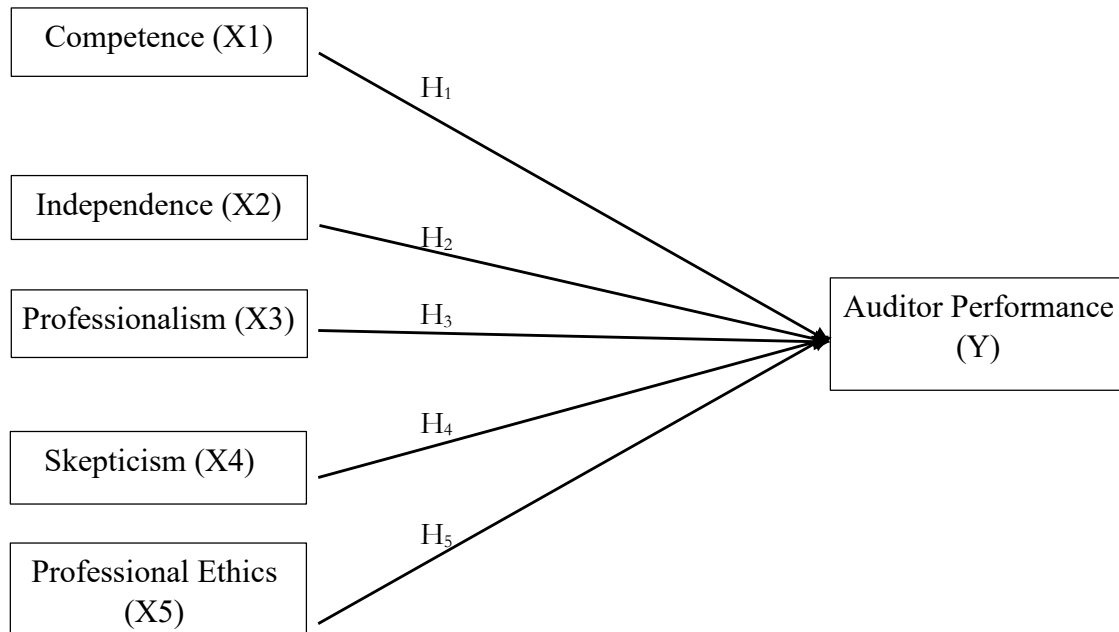 Competence (X1)
H₁
Independence (X2)
H₂
Professionalism (X3)
H₃
Auditor Performance
(Y)
Skepticism (X4)
H₄
H₅
Professional Ethics
(X5)